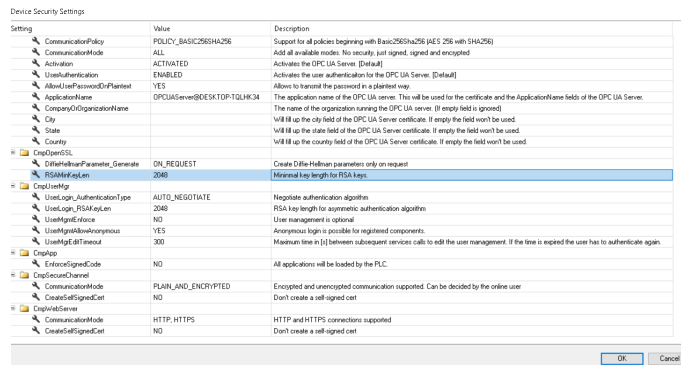 Device Security Settings
Setting Value Description
CommunicationPolicy POLICY_BASIC256SHA256 Support for all policies beginning with Basic256Sha256 (AES 256 with SHA256)
CommunicationMode ALL Add all available modes. No security, just signed, signed and encrypted
Activation ACTIVATED Activates the OPC UA Server. [Default]
UserAuthentication ENABLED Activates the user authenticaiton for the OPC UA Server. [Default]
AllowUserPasswordOnPlaintext YES Allows to transmit the password in a plaintext way.
ApplicationName OPCUAServer@DESKTOP-TQLHK34 The application name of the OPC UA server. This will be used for the certificate and the ApplicationName fields of the OPC UA Server.
CompanyOrOrganizationName The name of the organization running the OPC UA server. (If empty field is ignored)
City Will fill up the city field of the OPC UA Server certificate. If empty the field won't be used.
State Will fill up the state field of the OPC UA Server certificate. If empty the field won't be used.
Country Will fill up the country field of the OPC UA Server certificate. If empty the field won't be used.
CmpOpenSSL
DiffieHellmanParameter_Generate ON_REQUEST Create Diffie-Hellman parameters only on request
RSAMinKeyLen 2048 Mininmal key length for RSA keys.
CmpUserMgr
UserLogin_AuthenticationType AUTO_NEGOTIATE Negotiate authentication algorithm
UserLogin_RSAKeyLen 2048 RSA key length for asymmetric authentication algorithm
UserMgmtEnforce NO User management is optional
UserMgmtAllowAnonymous YES Anonymous login is possible for registered components.
UserMgrEditTimeout 300 Maximum time in [s] between subsequent services calls to edit the user management. If the time is expired the user has to authenticate again.
CmpApp
EnforceSignedCode NO All applications will be loaded by the PLC.
CmpSecureChannel
CommunicationMode PLAIN_AND_ENCRYPTED Encrypted and unencrypted communication supported. Can be decided by the online user
CreateSelfSignedCert NO Don't create a self-signed cert
CmpWebServer
CommunicationMode HTTP, HTTPS HTTP and HTTPS connections supported
CreateSelfSignedCert NO Don't create a self-signed cert
OK Cancel